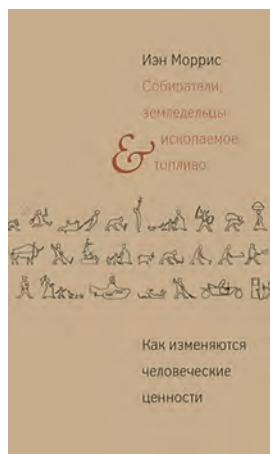 Иэн Моррис
Собиратели,
земледельцы
& ископаемое
топливо
Как изменяются
человеческие
ценности